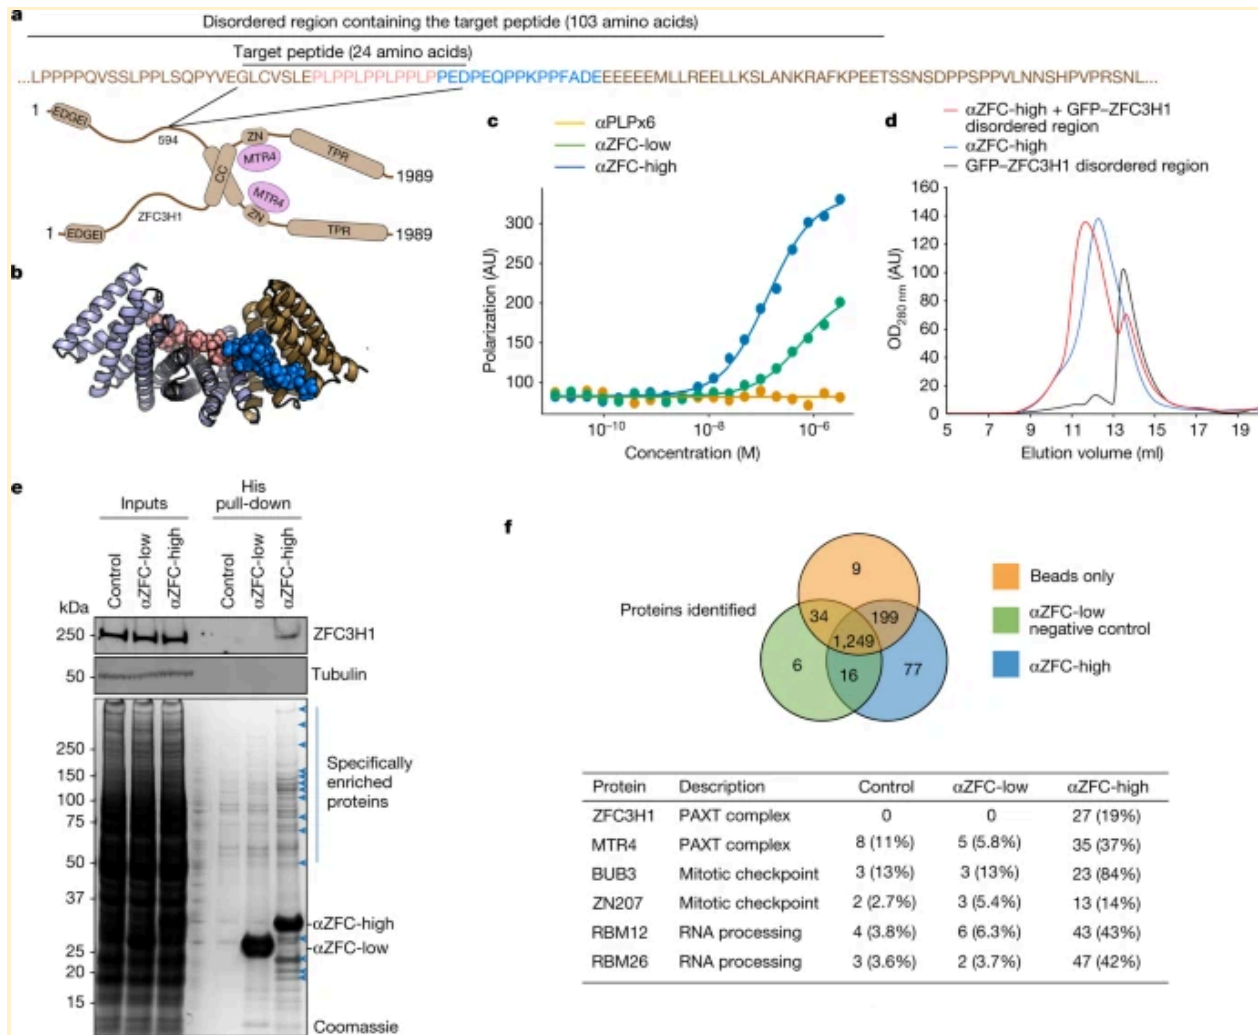 a
Disordered region containing the target peptide (103 amino acids)
Target peptide (24 amino acids)
...LPPPPQVSSLPPLSQPYVEGLCVSLEPLPPLPPLPPLPPEDPEQPPKPPFADEEEEEEMLLREELLKSLANKRAFKPEETSSNSDPPSPPVLNNSHPVPRSNL...
1
EDGEI
594
ZN
MTR4
TPR
1989
CC
MTR4
ZFC3H1
1
EDGEI
ZN
TPR
1989
b
c
αPLPx6
αZFC-low
αZFC-high
Polarization (AU)
300
250
200
150
100
10⁻¹⁰
10⁻⁸
10⁻⁶
Concentration (M)
d
αZFC-high + GFP–ZFC3H1
disordered region
αZFC-high
GFP–ZFC3H1 disordered region
OD280 nm (AU)
160
140
120
100
80
60
40
20
0
5 7 9 11 13 15 17 19
Elution volume (ml)
e
Inputs
His
pull-down
Control
αZFC-low
αZFC-high
Control
αZFC-low
αZFC-high
kDa
250
ZFC3H1
50
Tubulin
250
150
100
75
50
37
25
20
15
Specifically
enriched
proteins
αZFC-high
αZFC-low
Coomassie
f
Proteins identified
9
34
199
1,249
6
16
77
Beads only
αZFC-low
negative control
αZFC-high
Protein Description Control αZFC-low αZFC-high
ZFC3H1 PAXT complex 0 0 27 (19%)
MTR4 PAXT complex 8 (11%) 5 (5.8%) 35 (37%)
BUB3 Mitotic checkpoint 3 (13%) 3 (13%) 23 (84%)
ZN207 Mitotic checkpoint 2 (2.7%) 3 (5.4%) 13 (14%)
RBM12 RNA processing 4 (3.8%) 6 (6.3%) 43 (43%)
RBM26 RNA processing 3 (3.6%) 2 (3.7%) 47 (42%)